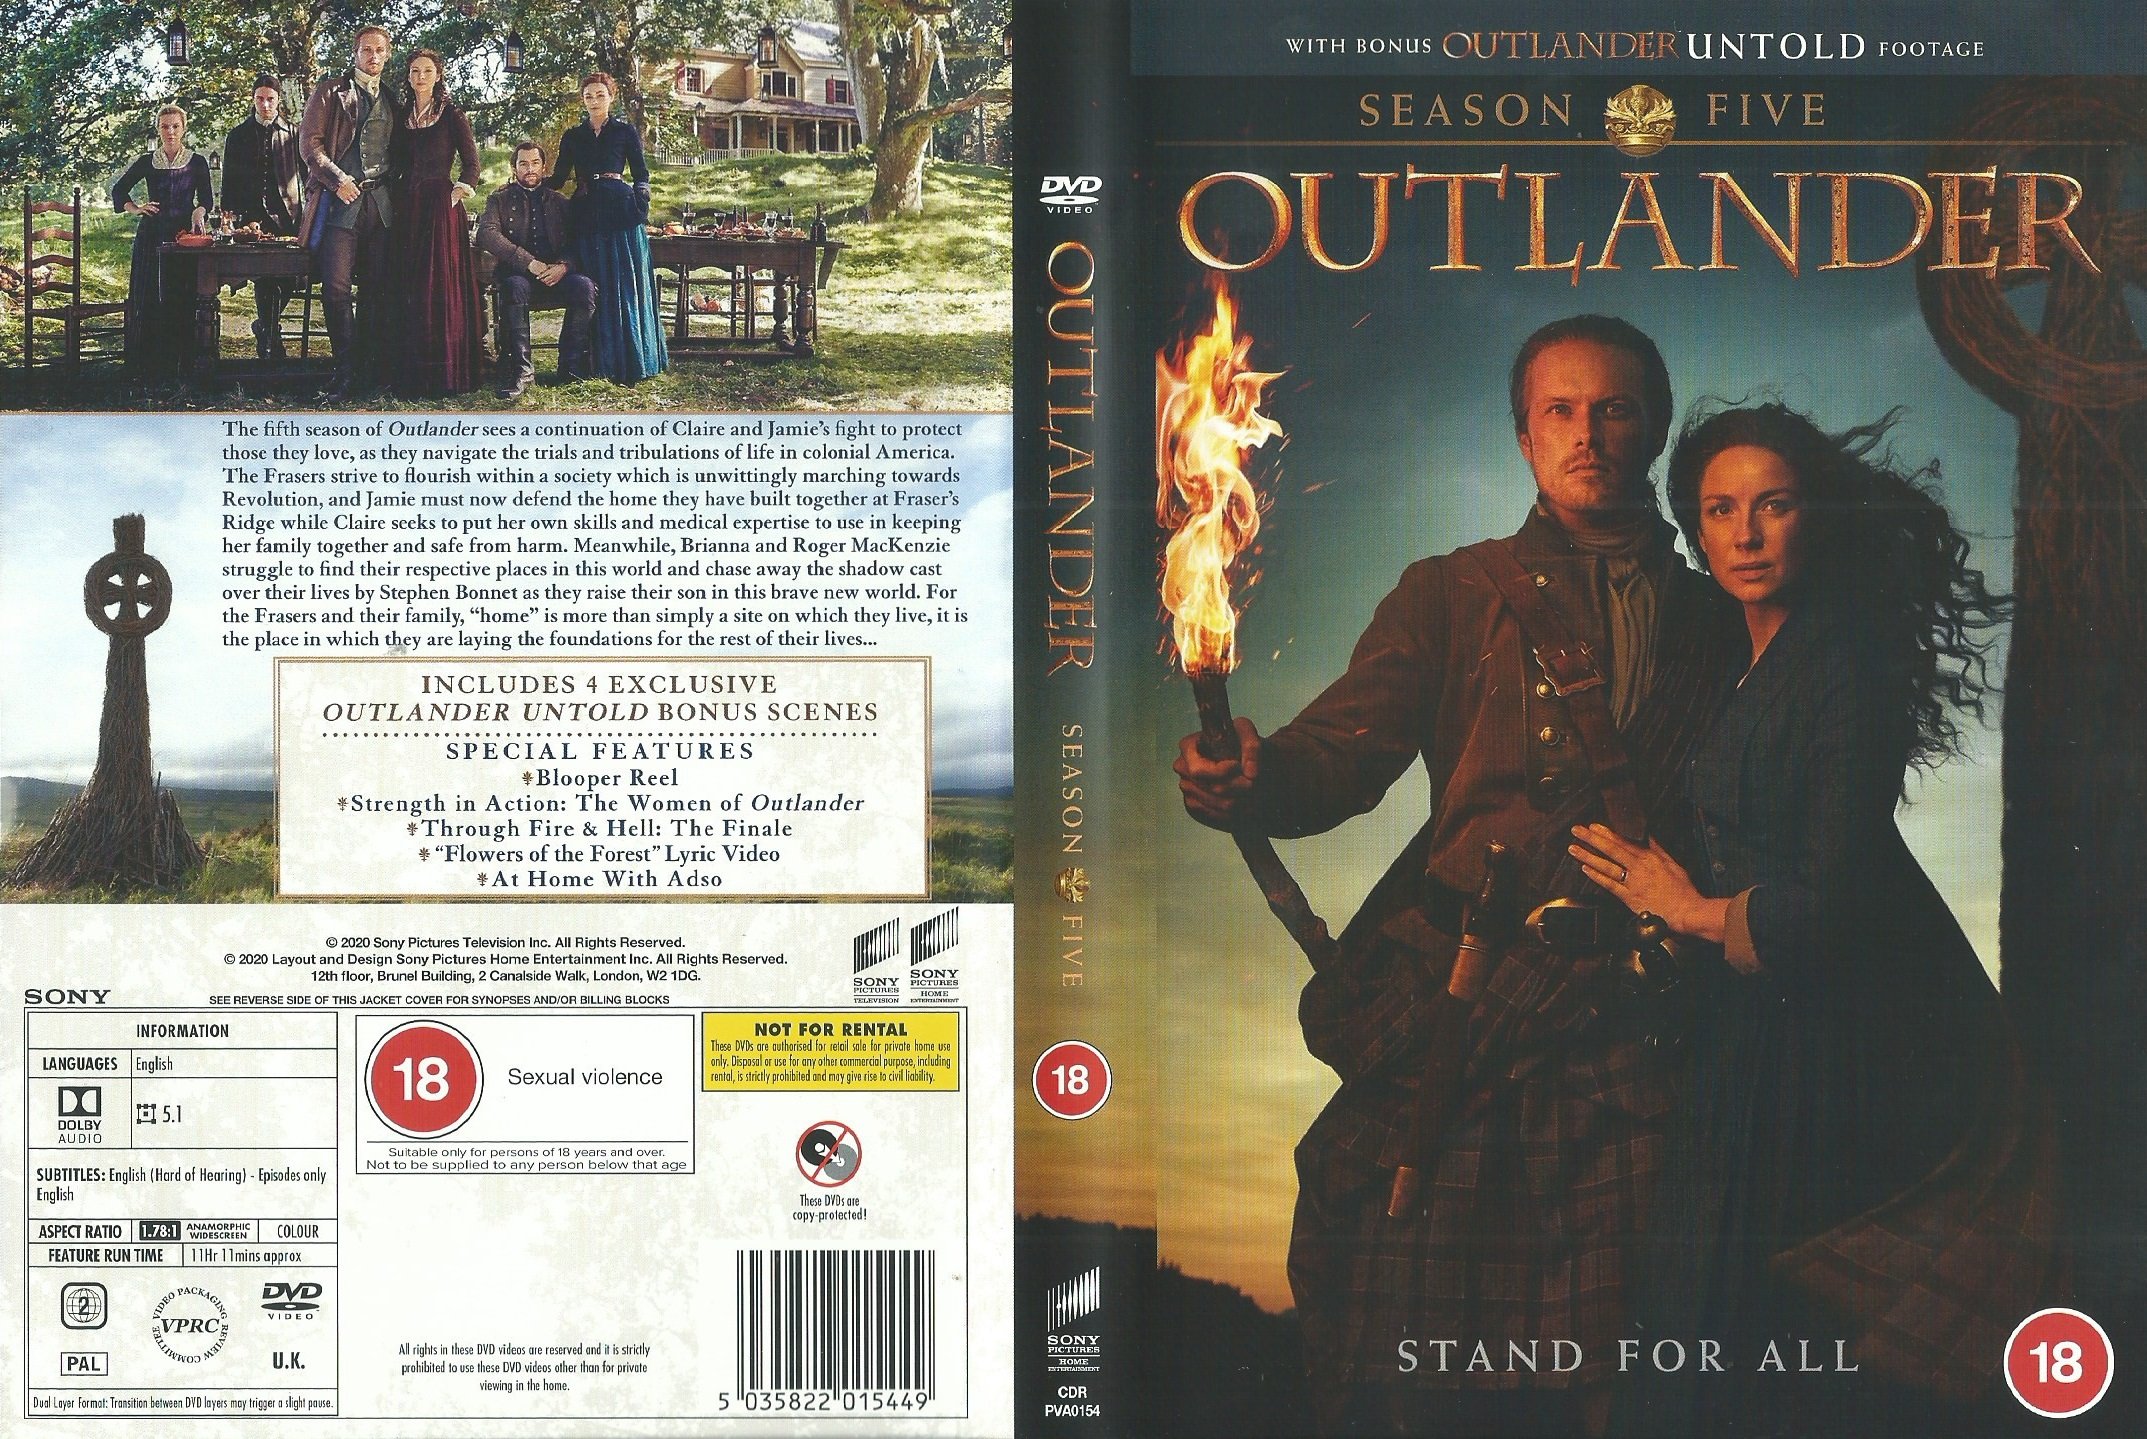 The fifth season of Outlander sees a continuation of Claire and Jamie's fight to protect
those they love, as they navigate the trials and tribulations of life in colonial America.
The Frasers strive to flourish within a society which is unwittingly marching towards
Revolution, and Jamie must now defend the home they have built together at Fraser's
Ridge while Claire seeks to put her own skills and medical expertise to use in keeping
her family together and safe from harm. Meanwhile, Brianna and Roger MacKenzie
struggle to find their respective places in this world and chase away the shadow cast
over their lives by Stephen Bonnet as they raise their son in this brave new world. For
the Frasers and their family, “home” is more than simply a site on which they live, it is
the place in which they are laying the foundations for the rest of their lives...
INCLUDES 4 EXCLUSIVE
OUTLANDER UNTOLD BONUS SCENES
SPECIAL FEATURES
Blooper Reel
Strength in Action: The Women of Outlander
Through Fire & Hell: The Finale
“Flowers of the Forest” Lyric Video
At Home With Adso
© 2020 Sony Pictures Television Inc. All Rights Reserved.
© 2020 Layout and Design Sony Pictures Home Entertainment Inc. All Rights Reserved.
12th floor, Brunel Building, 2 Canalside Walk, London, W2 1DG.
SEE REVERSE SIDE OF THIS JACKET COVER FOR SYNOPSES AND/OR BILLING BLOCKS
SONY
PICTURES
TELEVISION
SONY
PICTURES
HOME
ENTERTAINMENT
SONY
INFORMATION
LANGUAGES English
DOLBY
AUDIO
5.1
SUBTITLES: English (Hard of Hearing) - Episodes only
English
ASPECT RATIO 1.78:1 ANAMORPHIC WIDESCREEN COLOUR
FEATURE RUN TIME 11Hr 11mins approx
2
VIDEO PACKAGING REVIEW COMMITTEE
VPRC
DVD
VIDEO
PAL
U.K.
Dual Layer Format: Transition between DVD layers may trigger a slight pause.
18
Sexual violence
Suitable only for persons of 18 years and over.
Not to be supplied to any person below that age
NOT FOR RENTAL
These DVDs are authorised for retail sale for private home use
only. Disposal or use for any other commercial purpose, including
rental, is strictly prohibited and may give rise to civil liability.
These DVDs are
copy-protected!
All rights in these DVD videos are reserved and it is strictly
prohibited to use these DVD videos other than for private
viewing in the home.
5 035822 015449
DVD
VIDEO
OUTLANDER
SEASON FIVE
18
SONY
PICTURES
HOME
ENTERTAINMENT
CDR
PVA0154
WITH BONUS OUTLANDER UNTOLD FOOTAGE
SEASON FIVE
OUTLANDER
STAND FOR ALL
18